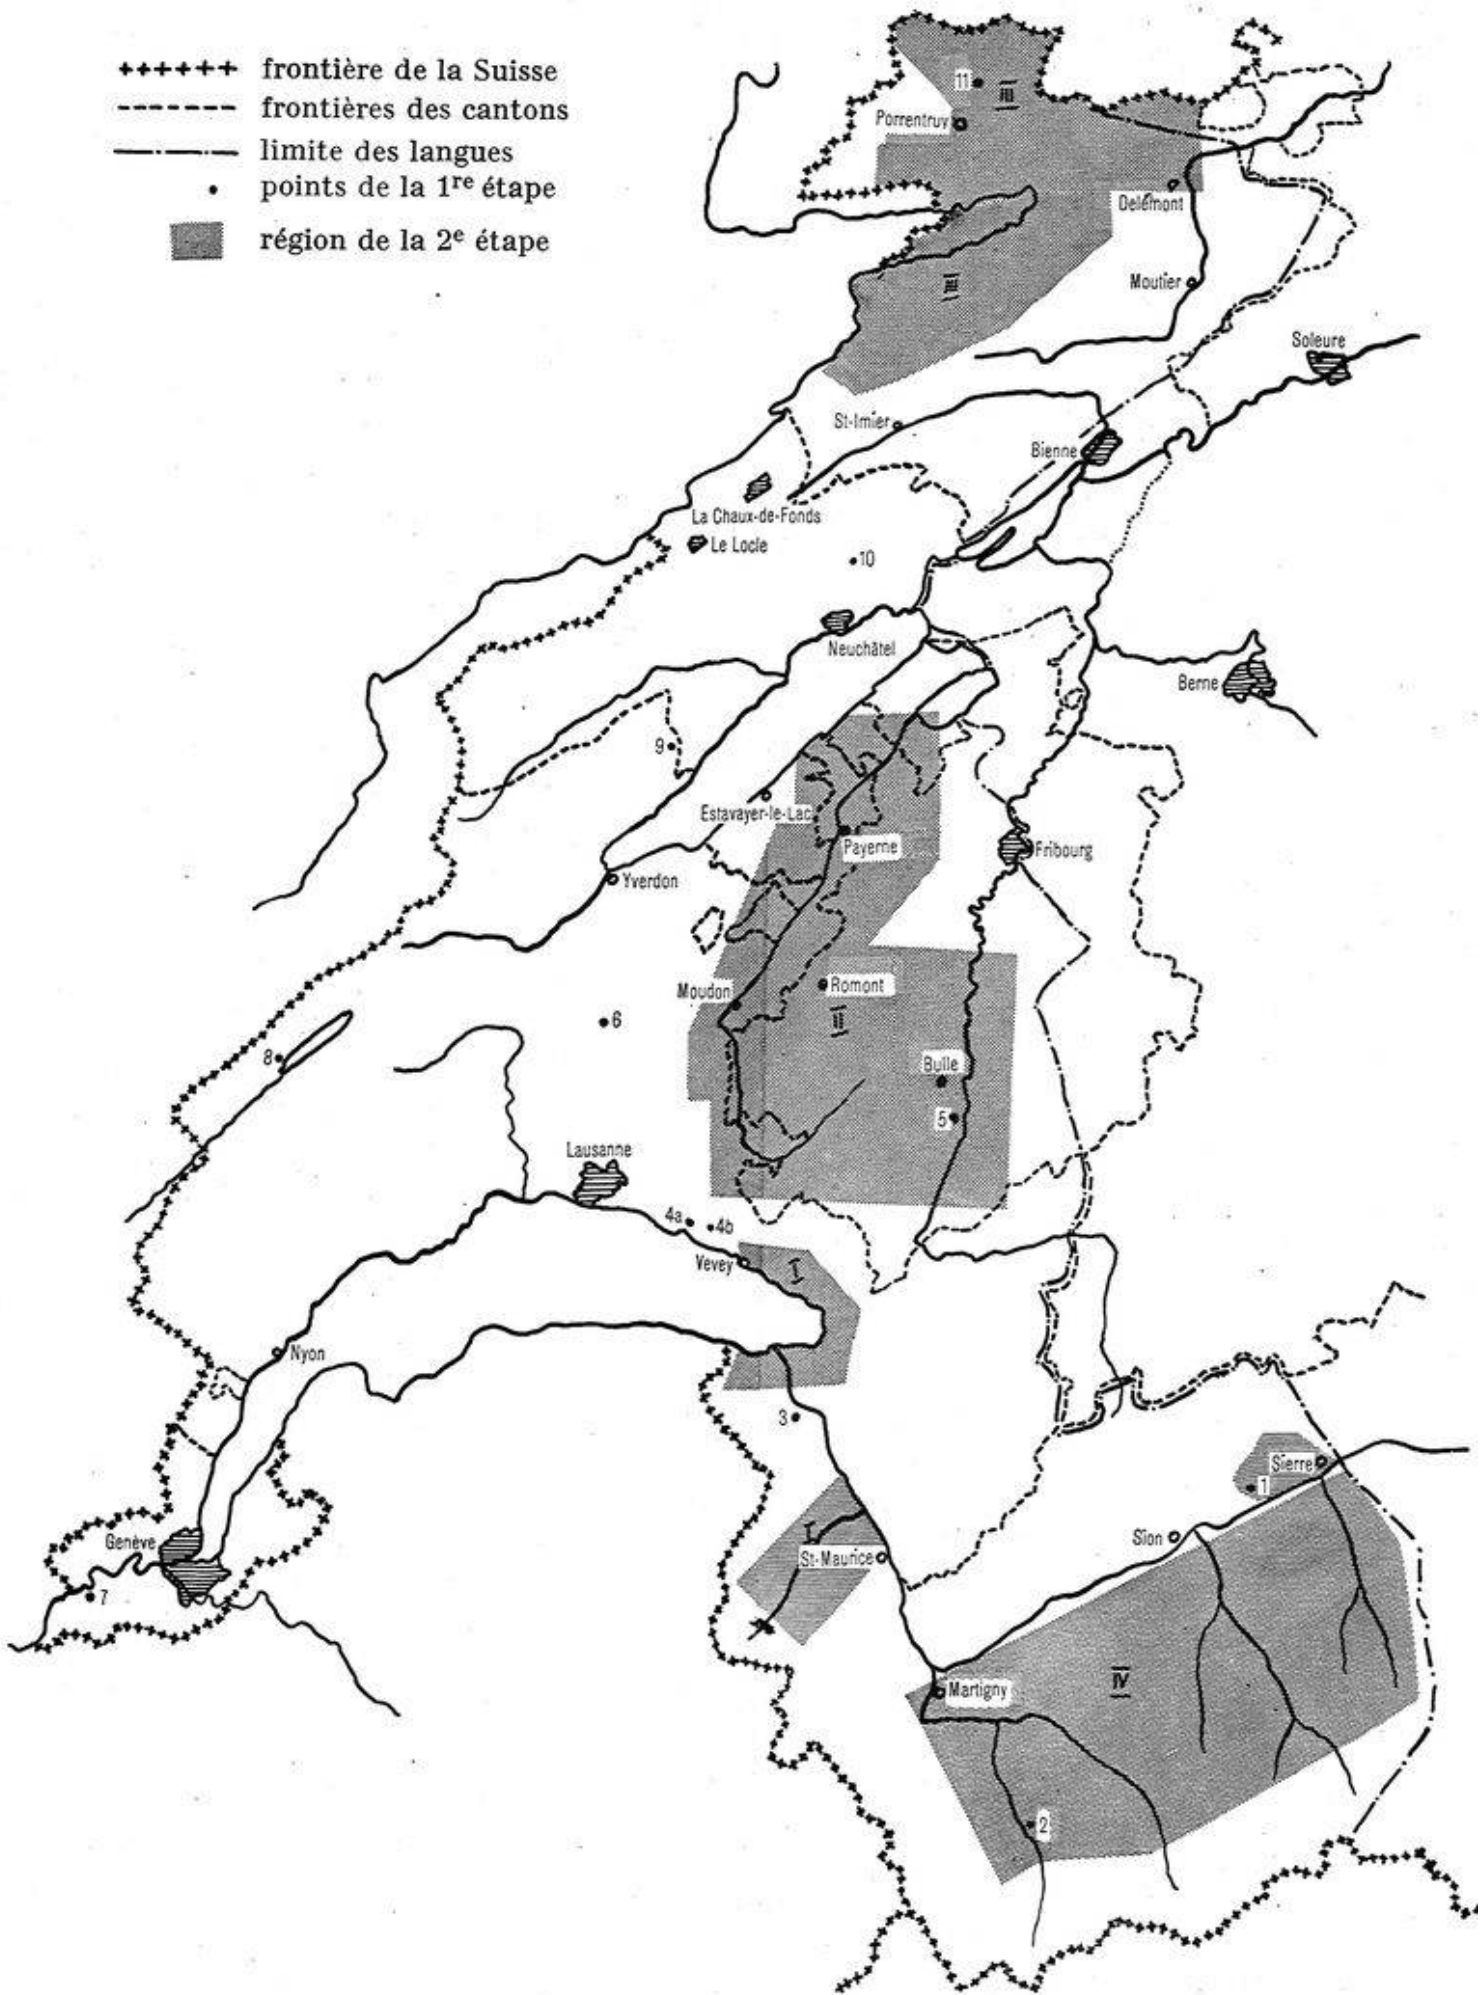 frontière de la Suisse
frontières des cantons
limite des langues
points de la 1re étape
région de la 2e étape
11
III
Porrentruy
Delémont
III
Moutier
Soleure
St-Imier
Bienne
La Chaux-de-Fonds
Le Locle
10
Neuchâtel
Berne
9
Estavayer-le-Lac
Payerne
Fribourg
Yverdon
Moudon
Romont
6
II
8
Bulle
5
Lausanne
4a
4b
Vevey
I
Nyon
3
Sierre
1
Genève
I
Sion
St-Maurice
7
IV
Martigny
2